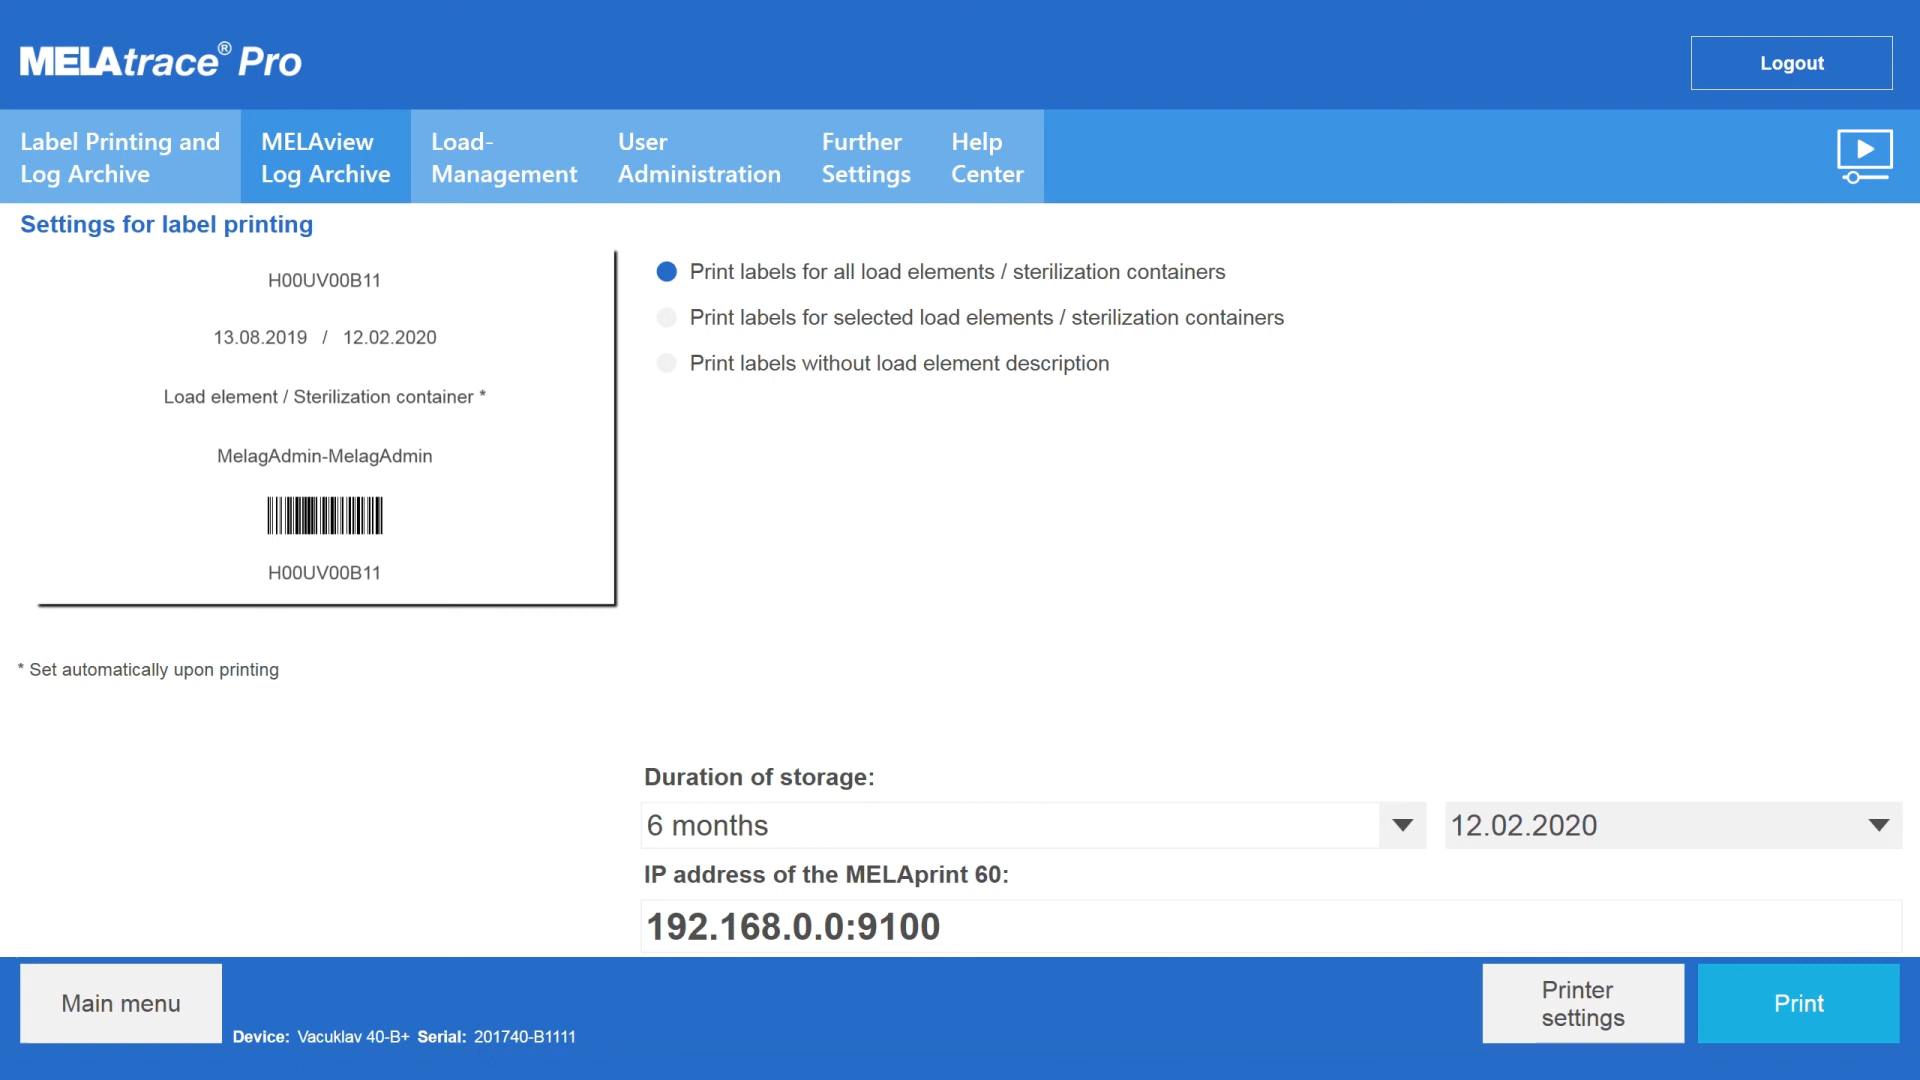 MELAtrace® Pro
Logout
Label Printing and
Log Archive
MELAview
Log Archive
Load-
Management
User
Administration
Further
Settings
Help
Center
Settings for label printing
H00UV00B11
13.08.2019 / 12.02.2020
Load element / Sterilization container *
MelagAdmin-MelagAdmin
H00UV00B11
* Set automatically upon printing
Print labels for all load elements / sterilization containers
Print labels for selected load elements / sterilization containers
Print labels without load element description
Duration of storage:
6 months
12.02.2020
IP address of the MELAprint 60:
192.168.0.0:9100
Main menu
Device: Vacuklav 40-B+ Serial: 201740-B1111
Printer
settings
Print